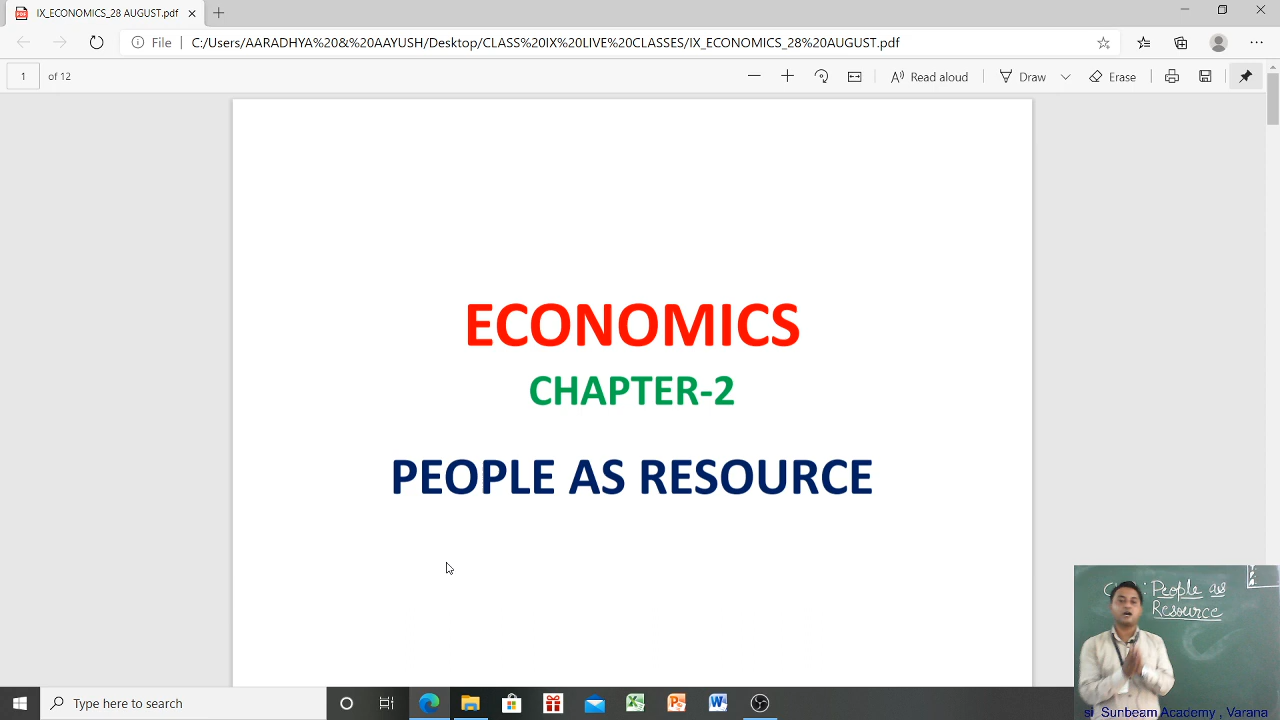 IX_ECONOMICS_28 AUGUST.pdf
File C:/Users/AARADHYA%20&%20AAYUSH/Desktop/CLASS%20IX%20LIVE%20CLASSES/IX_ECONOMICS_28%20AUGUST.pdf
1 of 12 Read aloud Draw Erase
ECONOMICS
CHAPTER-2
PEOPLE AS RESOURCE
People as
Resource
Type here to search
si, Sunbeam Academy , Varana